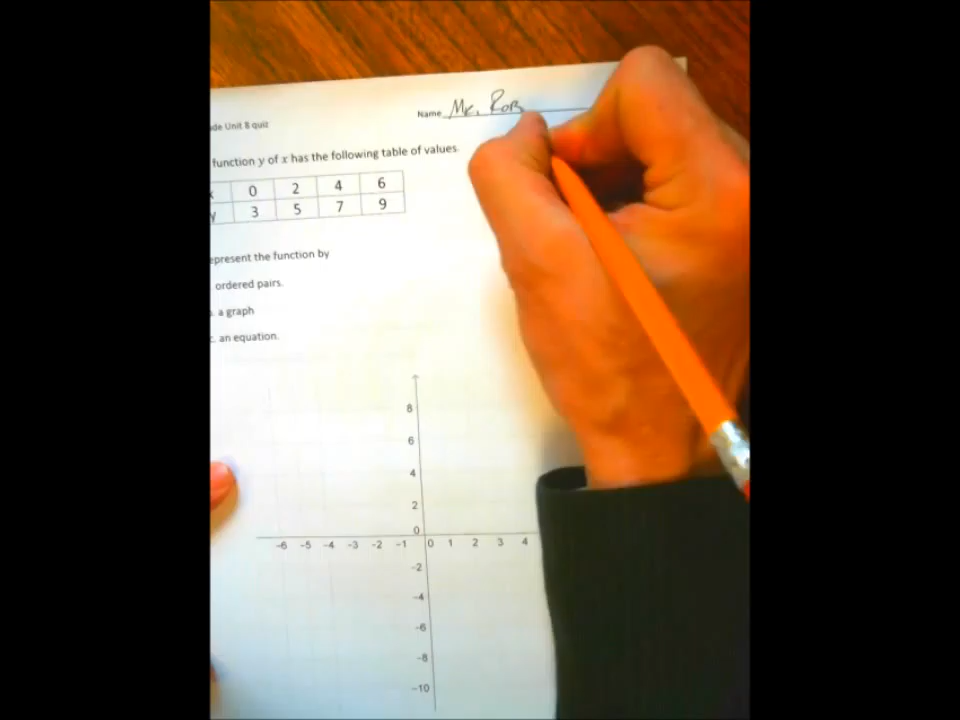 Unit 8 quiz
Name Mr. Rob
function y of x has the following table of values.
0 2 4 6
y 3 5 7 9
the function by
ordered pairs.
a graph
c. an equation.
8
6
4
2
0
-6 -5 -4 -3 -2 -1 0 1 2 3 4
-2
-4
-6
-8
-10